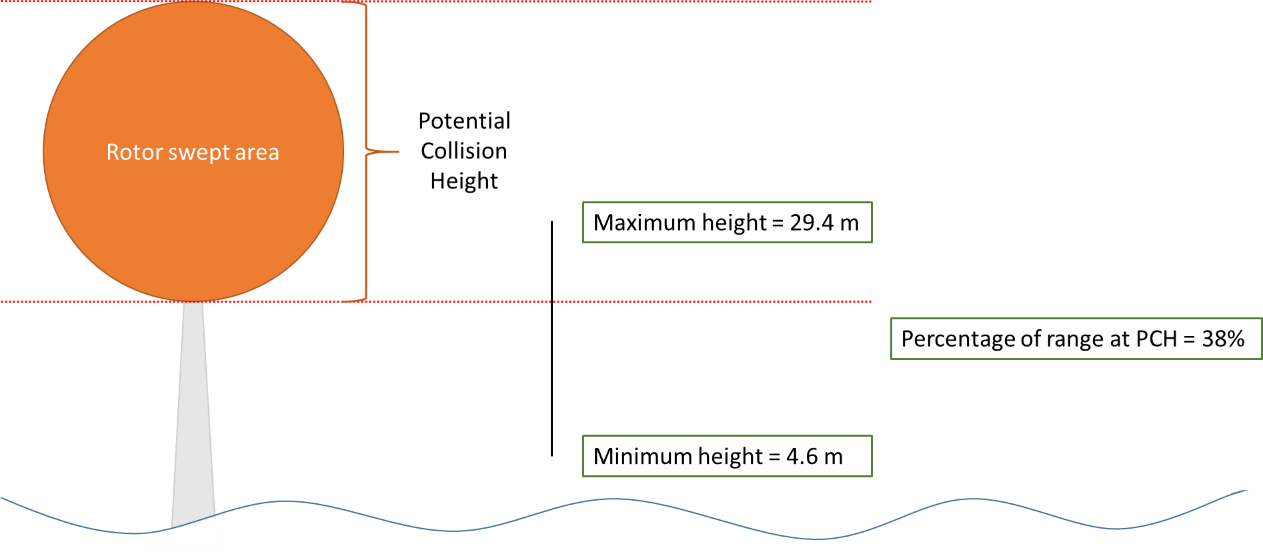 Rotor swept area
Potential
Collision
Height
Maximum height = 29.4 m
Percentage of range at PCH = 38%
Minimum height = 4.6 m